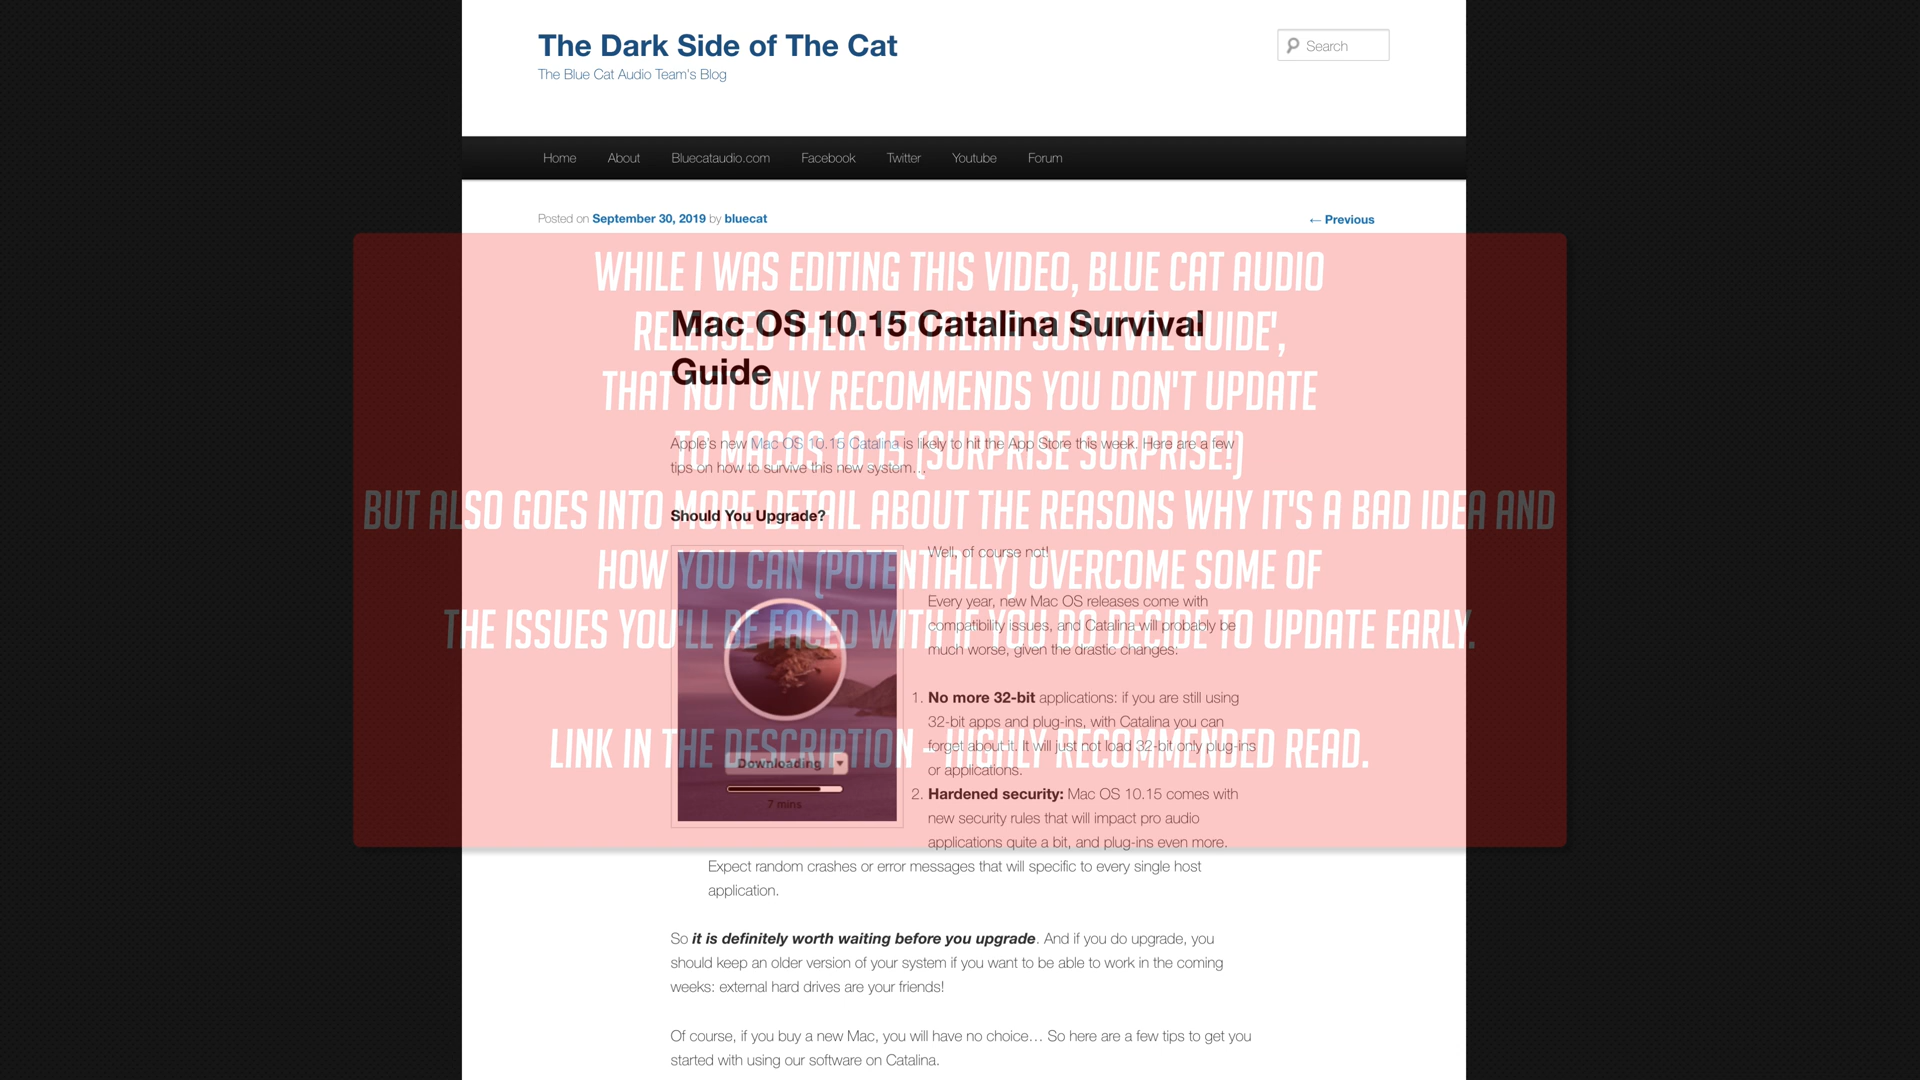 The Dark Side of The Cat
The Blue Cat Audio Team's Blog
Search
Home About Bluecataudio.com Facebook Twitter Youtube Forum
Posted on September 30, 2019 by bluecat
← Previous
WHILE I WAS EDITING THIS VIDEO, BLUE CAT AUDIO
RELEASED THEIR 'CATALINA SURVIVAL GUIDE',
THAT NOT ONLY RECOMMENDS YOU DON'T UPDATE
TO MACOS 10.15 (SURPRISE SURPRISE!)
BUT ALSO GOES INTO MORE DETAIL ABOUT THE REASONS WHY IT'S A BAD IDEA AND
HOW YOU CAN (POTENTIALLY) OVERCOME SOME OF
THE ISSUES YOU'LL BE FACED WITH IF YOU DO DECIDE TO UPDATE EARLY.
LINK IN THE DESCRIPTION - HIGHLY RECOMMENDED READ.
Mac OS 10.15 Catalina Survival
Guide
Apple's new Mac OS 10.15 Catalina is likely to hit the App Store this week. Here are a few
tips on how to survive this new system…
Should You Upgrade?
Downloading
7 mins
Well, of course not!
Every year, new Mac OS releases come with
compatibility issues, and Catalina will probably be
much worse, given the drastic changes:
1. No more 32-bit applications: if you are still using
32-bit apps and plug-ins, with Catalina you can
forget about it. It will just not load 32-bit only plug-ins
or applications.
2. Hardened security: Mac OS 10.15 comes with
new security rules that will impact pro audio
applications quite a bit, and plug-ins even more.
Expect random crashes or error messages that will specific to every single host
application.
So it is definitely worth waiting before you upgrade. And if you do upgrade, you
should keep an older version of your system if you want to be able to work in the coming
weeks: external hard drives are your friends!
Of course, if you buy a new Mac, you will have no choice… So here are a few tips to get you
started with using our software on Catalina.